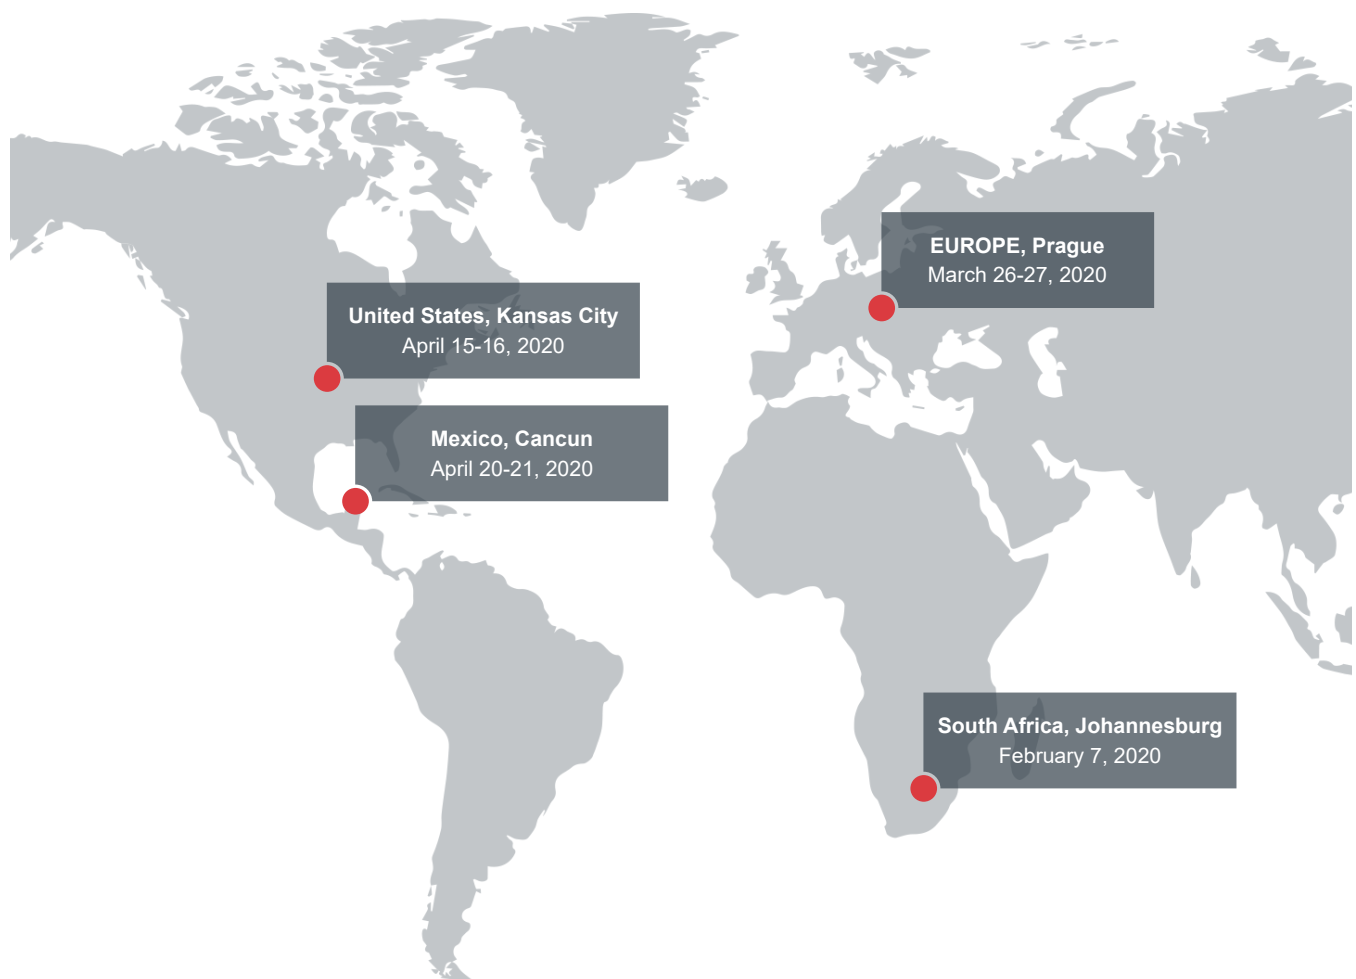 EUROPE, Prague
March 26-27, 2020
United States, Kansas City
April 15-16, 2020
Mexico, Cancun
April 20-21, 2020
South Africa, Johannesburg
February 7, 2020